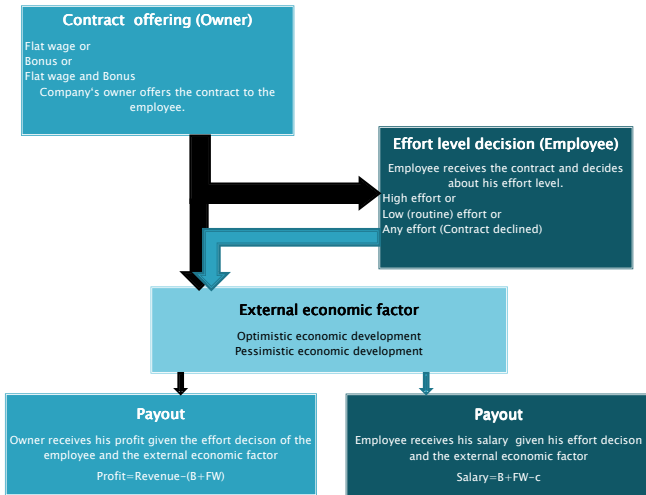 Contract offering (Owner)
Flat wage or
Bonus or
Flat wage and Bonus
Company's owner offers the contract to the
employee.
Effort level decision (Employee)
Employee receives the contract and decides
about his effort level.
High effort or
Low (routine) effort or
Any effort (Contract declined)
External economic factor
Optimistic economic development
Pessimistic economic development
Payout
Owner receives his profit given the effort decison of the
employee and the external economic factor
Profit=Revenue-(B+FW)
Payout
Employee receives his salary given his effort decison
and the external economic factor
Salary=B+FW-c